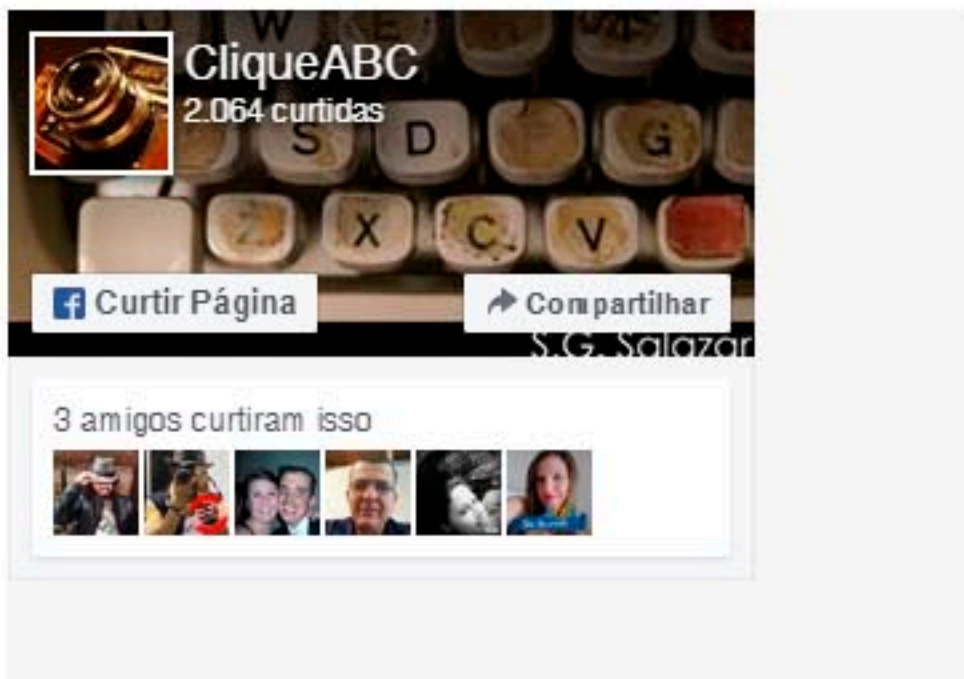 W E
CliqueABC
2.064 curtidas
S D G
Z X C V
Curtir Página
Compartilhar
S.G. Salazar
3 amigos curtiram isso